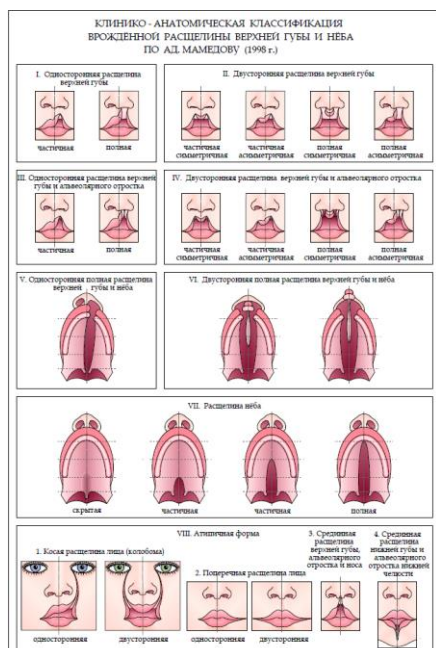 КЛИНИКО - АНАТОМИЧЕСКАЯ КЛАССИФИКАЦИЯ
ВРОЖДЁННОЙ РАСЩЕЛИНЫ ВЕРХНЕЙ ГУБЫ И НЁБА
ПО АД. МАМЕДОВУ (1998 г.)
I. Односторонняя расщелина
верхней губы
частичная
полная
II. Двусторонняя расщелина верхней губы
частичная
симметричная
частичная
асимметричная
полная
симметричная
полная
асимметричная
III. Односторонняя расщелина верхней
губы и альвеолярного отростка
частичная
полная
IV. Двусторонняя расщелина верхней губы и альвеолярного отростка
частичная
симметричная
частичная
асимметричная
полная
симметричная
полная
асимметричная
V. Односторонняя полная расщелина
верхней губы и нёба
VI. Двусторонняя полная расщелина верхней губы и нёба
VII. Расщелина нёба
скрытая
частичная
частичная
полная
VIII. Атипичная форма
1. Косая расщелина лица (колобома)
односторонняя
двусторонняя
2. Поперечная расщелина лица
односторонняя
двусторонняя
3. Срединная
расщелина
верхней губы,
альвеолярного
отростка и носа
4. Срединная
расщелина
нижней губы и
альвеолярного
отростка нижней
челюсти